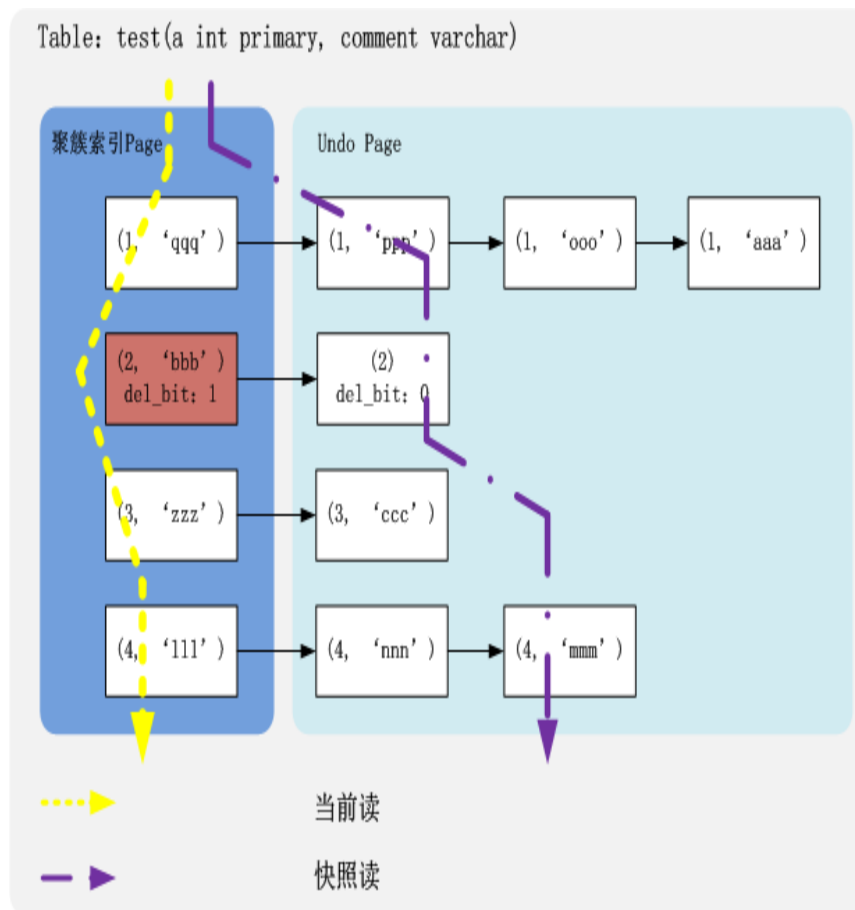 Table: test(a int primary, comment varchar)
聚簇索引Page
Undo Page
(1, ‘qqq’)
(1, ‘ppp’)
(1, ‘ooo’)
(1, ‘aaa’)
(2, ‘bbb’)
del_bit: 1
(2)
del_bit: 0
(3, ‘zzz’)
(3, ‘ccc’)
(4, ‘lll’)
(4, ‘nnn’)
(4, ‘mmm’)
当前读
快照读